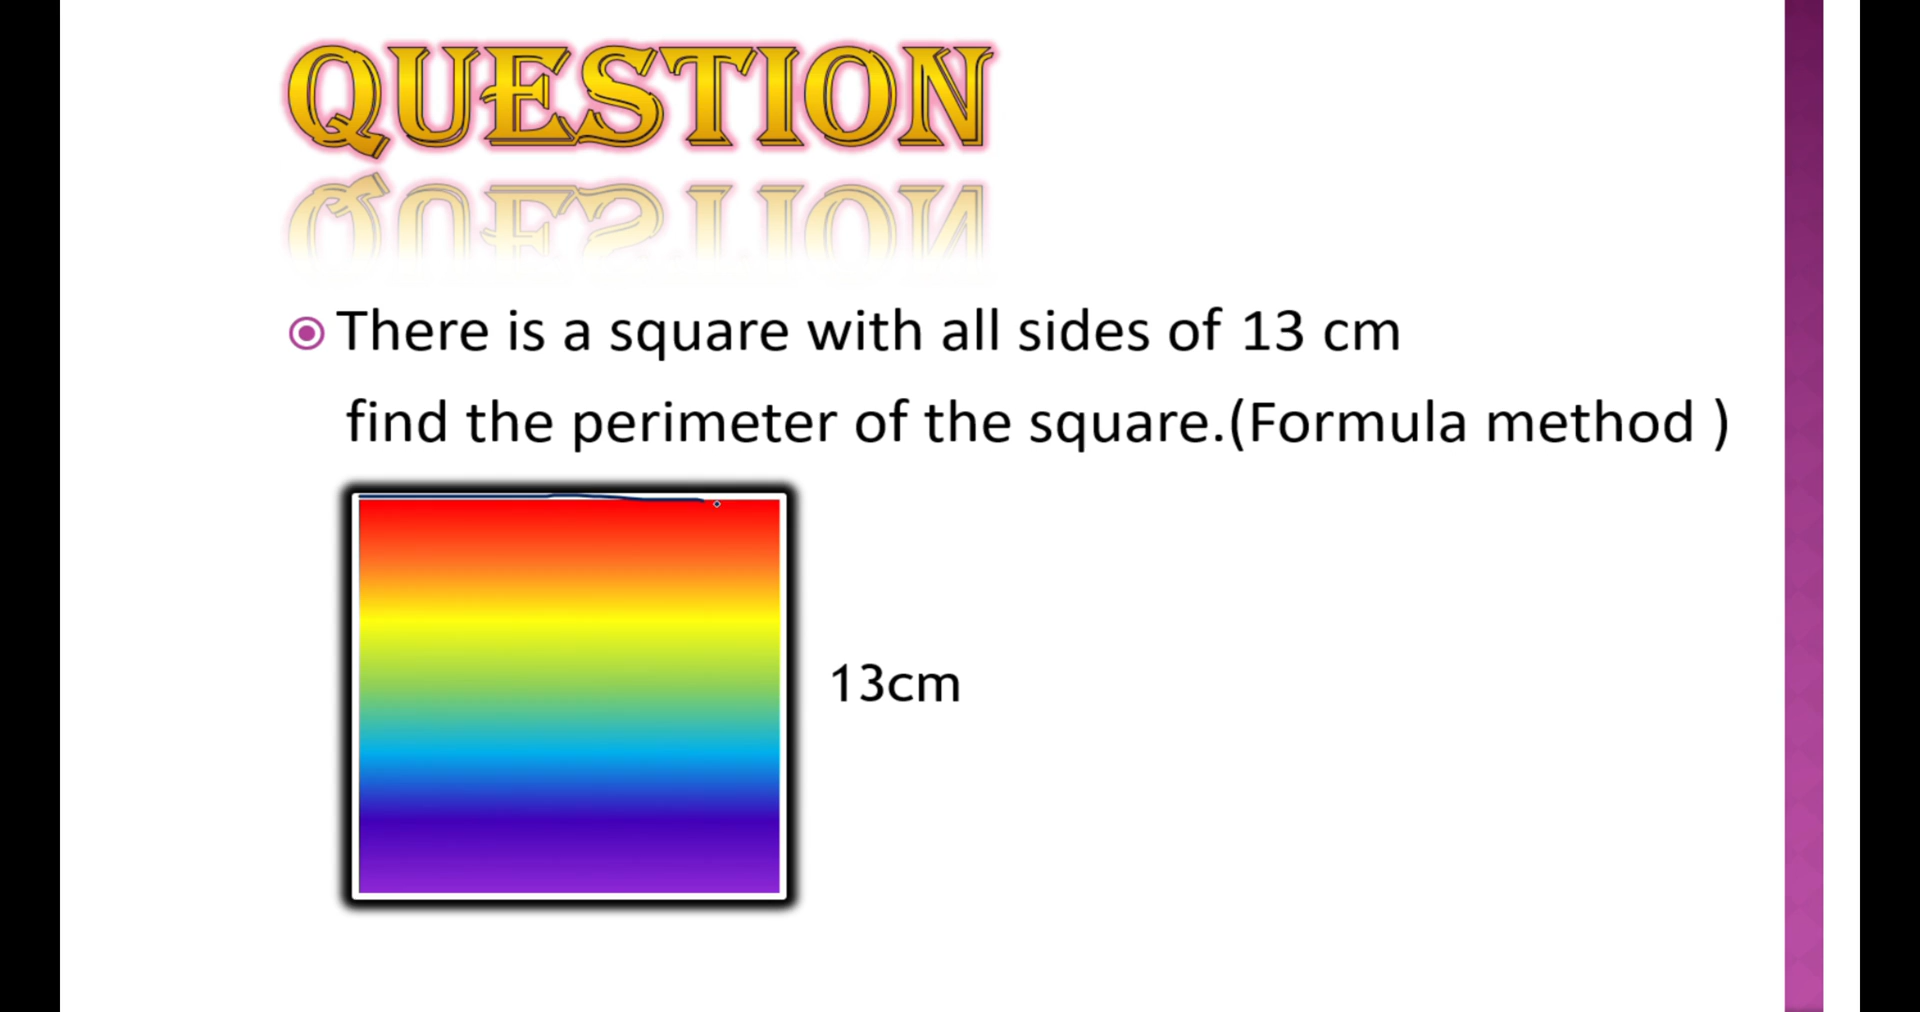 QUESTION
There is a square with all sides of 13 cm
find the perimeter of the square.(Formula method )
13cm